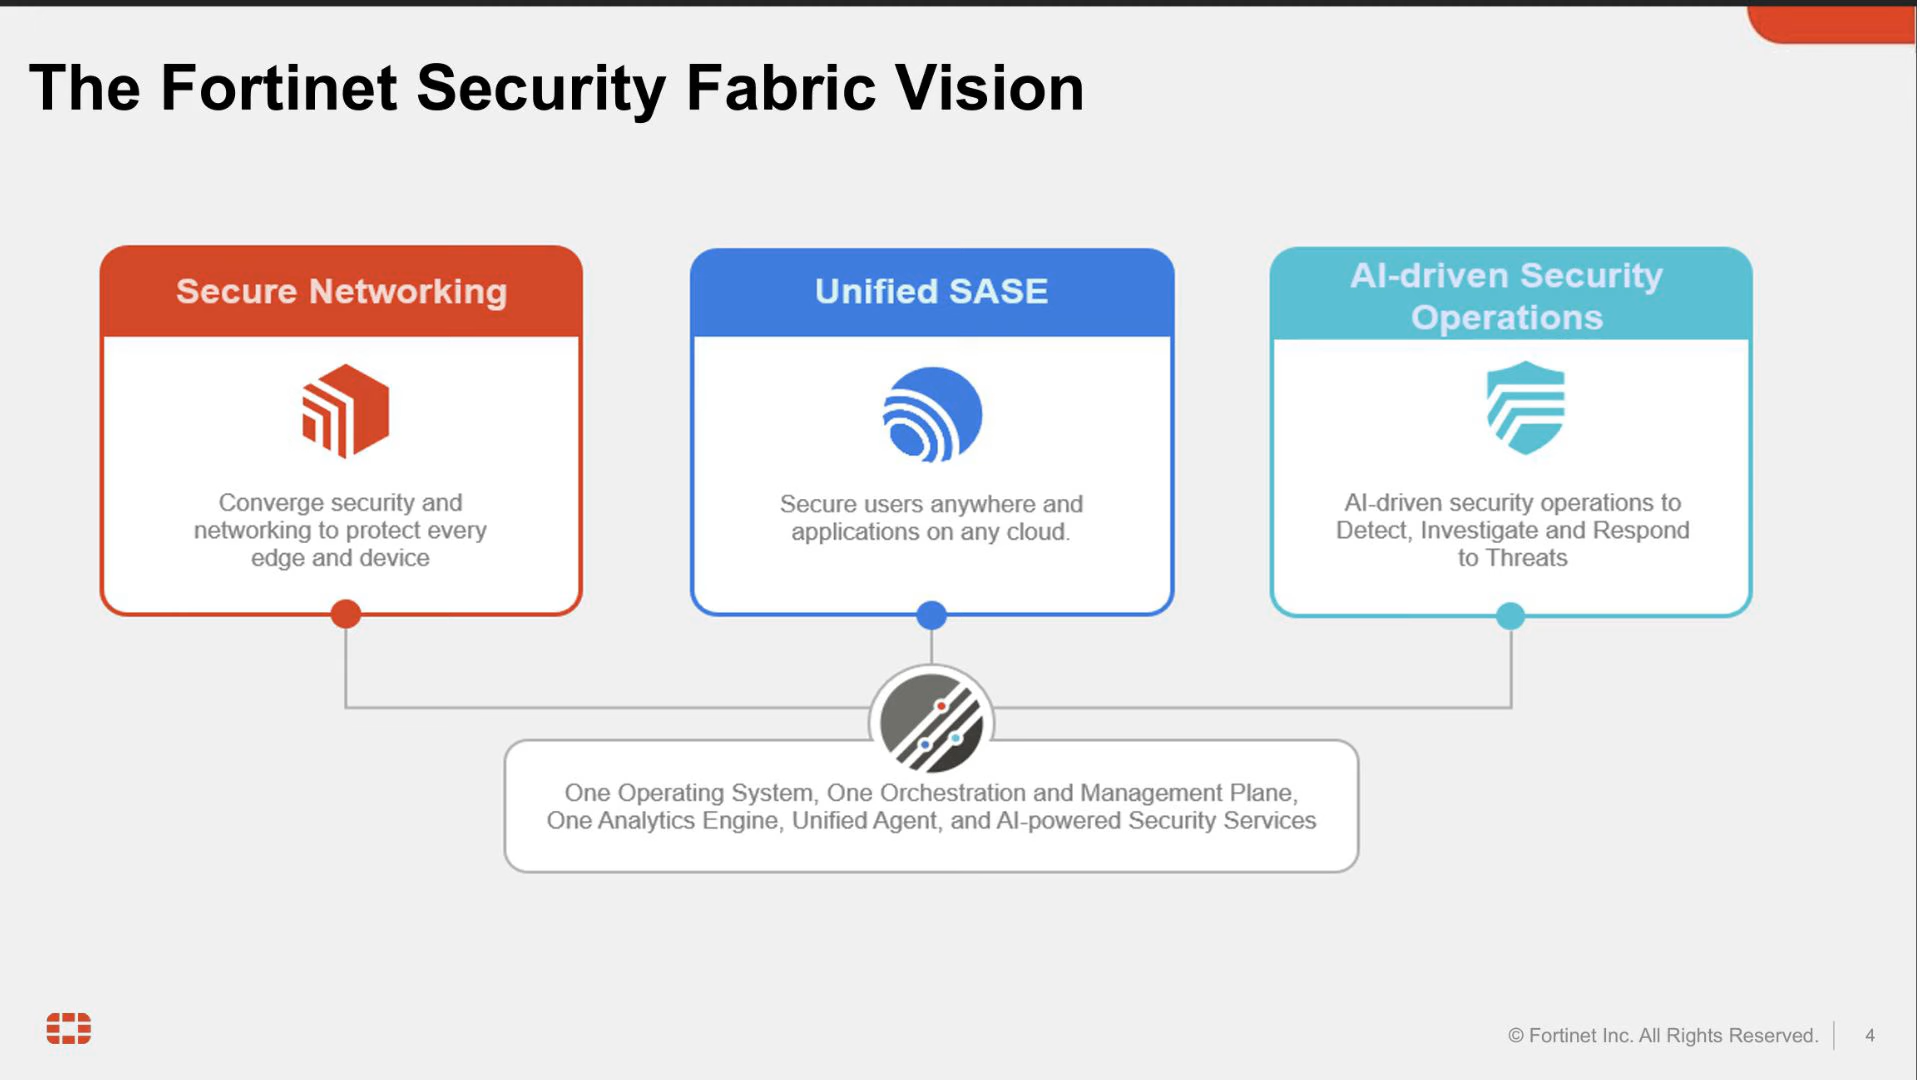 The Fortinet Security Fabric Vision
Secure Networking
Converge security and
networking to protect every
edge and device
Unified SASE
Secure users anywhere and
applications on any cloud.
AI-driven Security
Operations
AI-driven security operations to
Detect, Investigate and Respond
to Threats
One Operating System, One Orchestration and Management Plane,
One Analytics Engine, Unified Agent, and AI-powered Security Services
© Fortinet Inc. All Rights Reserved.
4